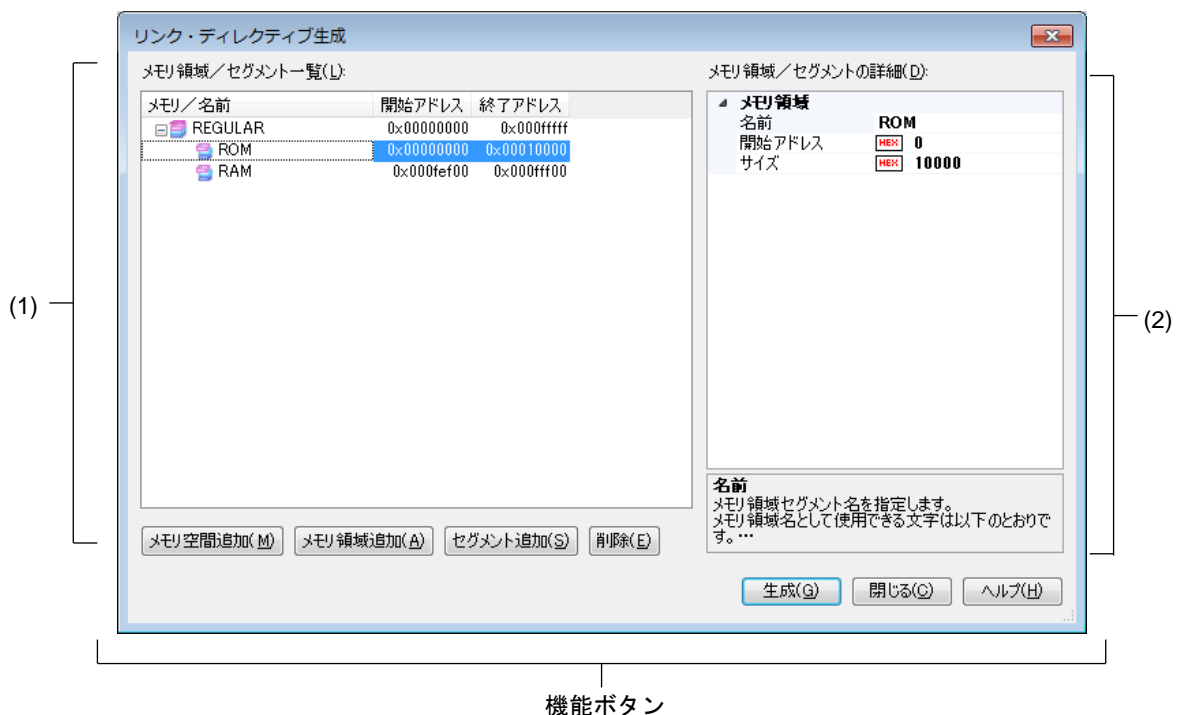 リンク・ディレクティブ生成
メモリ領域／セグメント一覧(L):
メモリ／名前 開始アドレス 終了アドレス
REGULAR 0x00000000 0x000fffff
ROM 0x00000000 0x00010000
RAM 0x000fef00 0x000fff00
メモリ空間追加(M) メモリ領域追加(A) セグメント追加(S) 削除(E)
メモリ領域／セグメントの詳細(D):
メモリ領域
名前 ROM
開始アドレス HEX 0
サイズ HEX 10000
名前
メモリ領域セグメント名を指定します。
メモリ領域名として使用できる文字は以下のとおりで
す。…
生成(G) 閉じる(C) ヘルプ(H)
(1)
(2)
機能ボタン